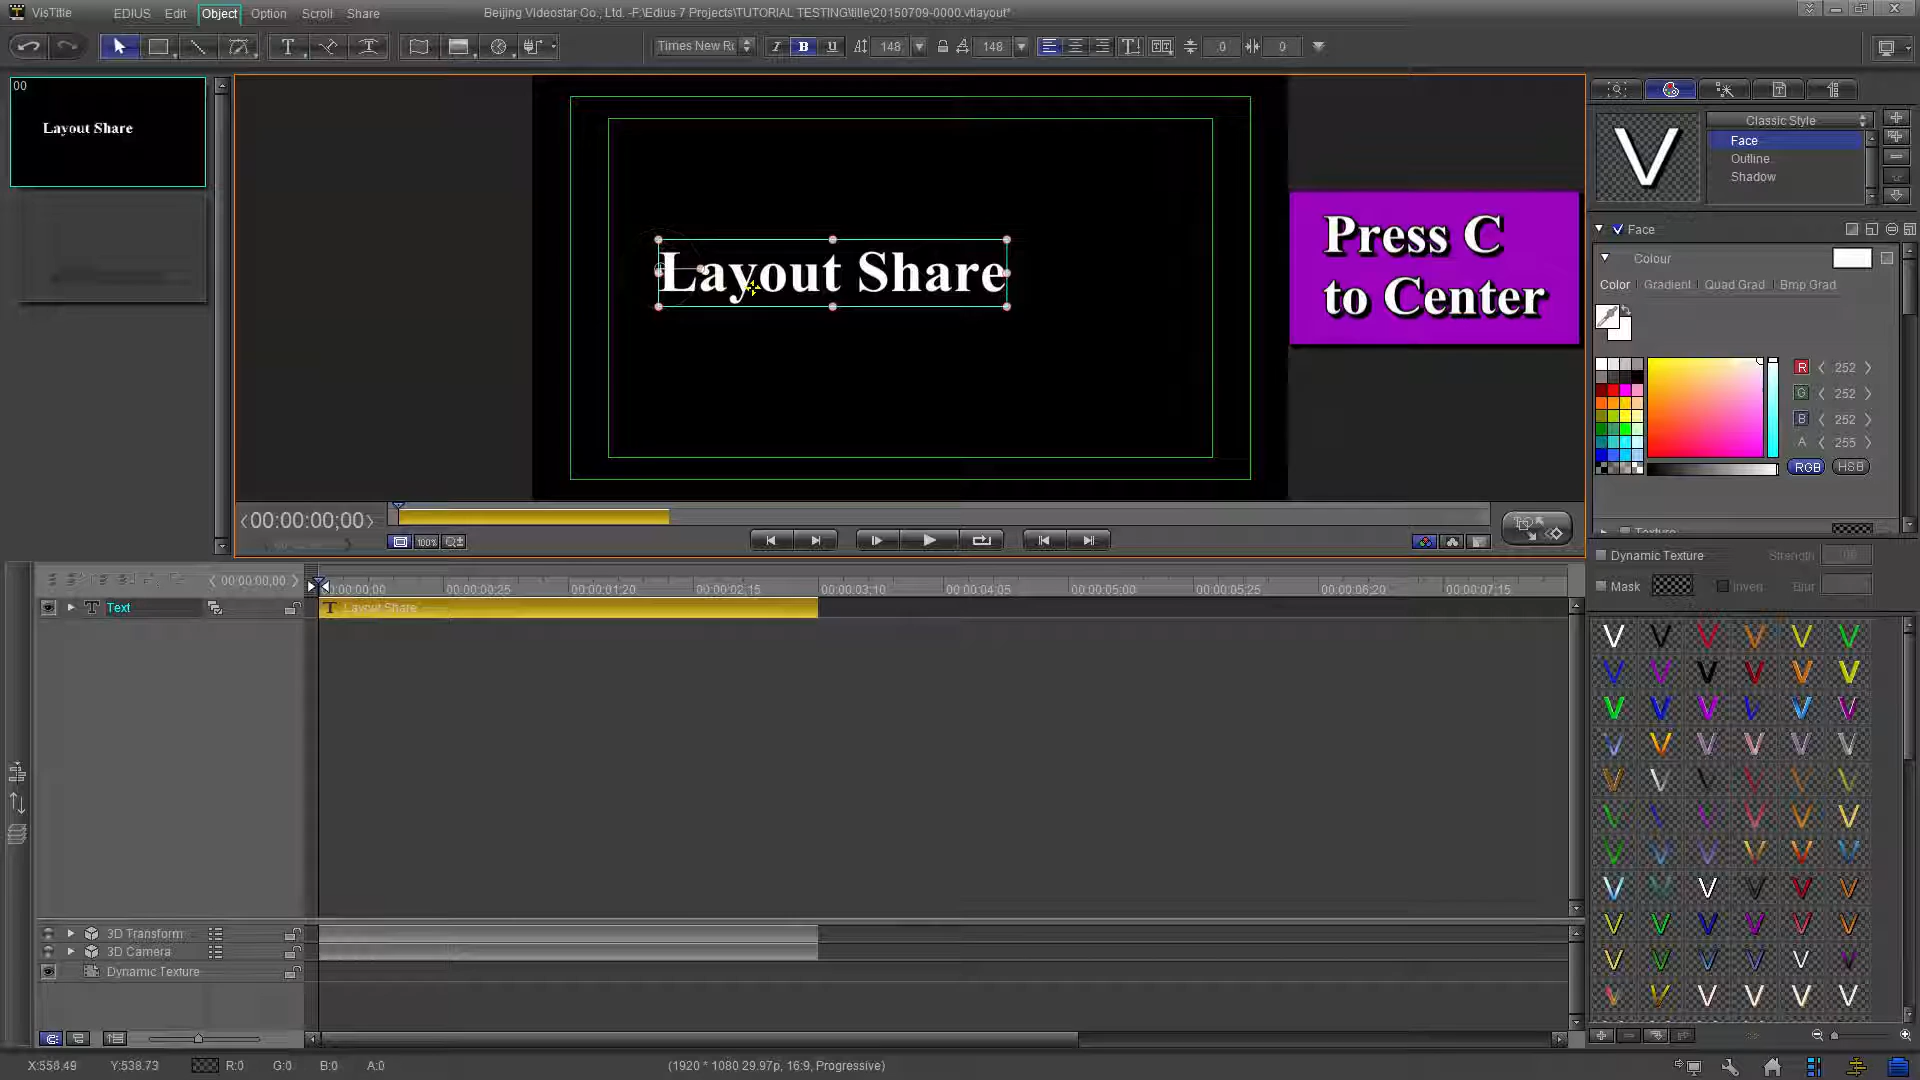 VisTitle
EDIUS
Edit
Object
Option
Scroll
Share
Beijing Videostar Co., Ltd. -F:\Edius 7 Projects\TUTORIAL TESTING\title\20150709-0000.vtlayout*
T
I
B
U
148
148
.0
0
00
Layout Share
Layout Share
Press C
to Center
V
Classic Style
Face
Outline
Shadow
Face
Colour
Color
Gradient
Quad Grad
Bmp Grad
R 252
G 252
B 252
A 255
RGB
HSB
00:00:00;00
100%
Dynamic Texture
Strength
Mask
Invert
Blur
00:00:00;00
00:00:00;25
00:00:01;20
00:00:02;15
00:00:03;10
00:00:04;05
00:00:05;00
00:00:05;25
00:00:06;20
00:00:07;15
Text
T Layout Share
3D Transform
3D Camera
Dynamic Texture
X:558.49
Y:538.73
R:0
G:0
B:0
A:0
(1920 * 1080 29.97p, 16:9, Progressive)